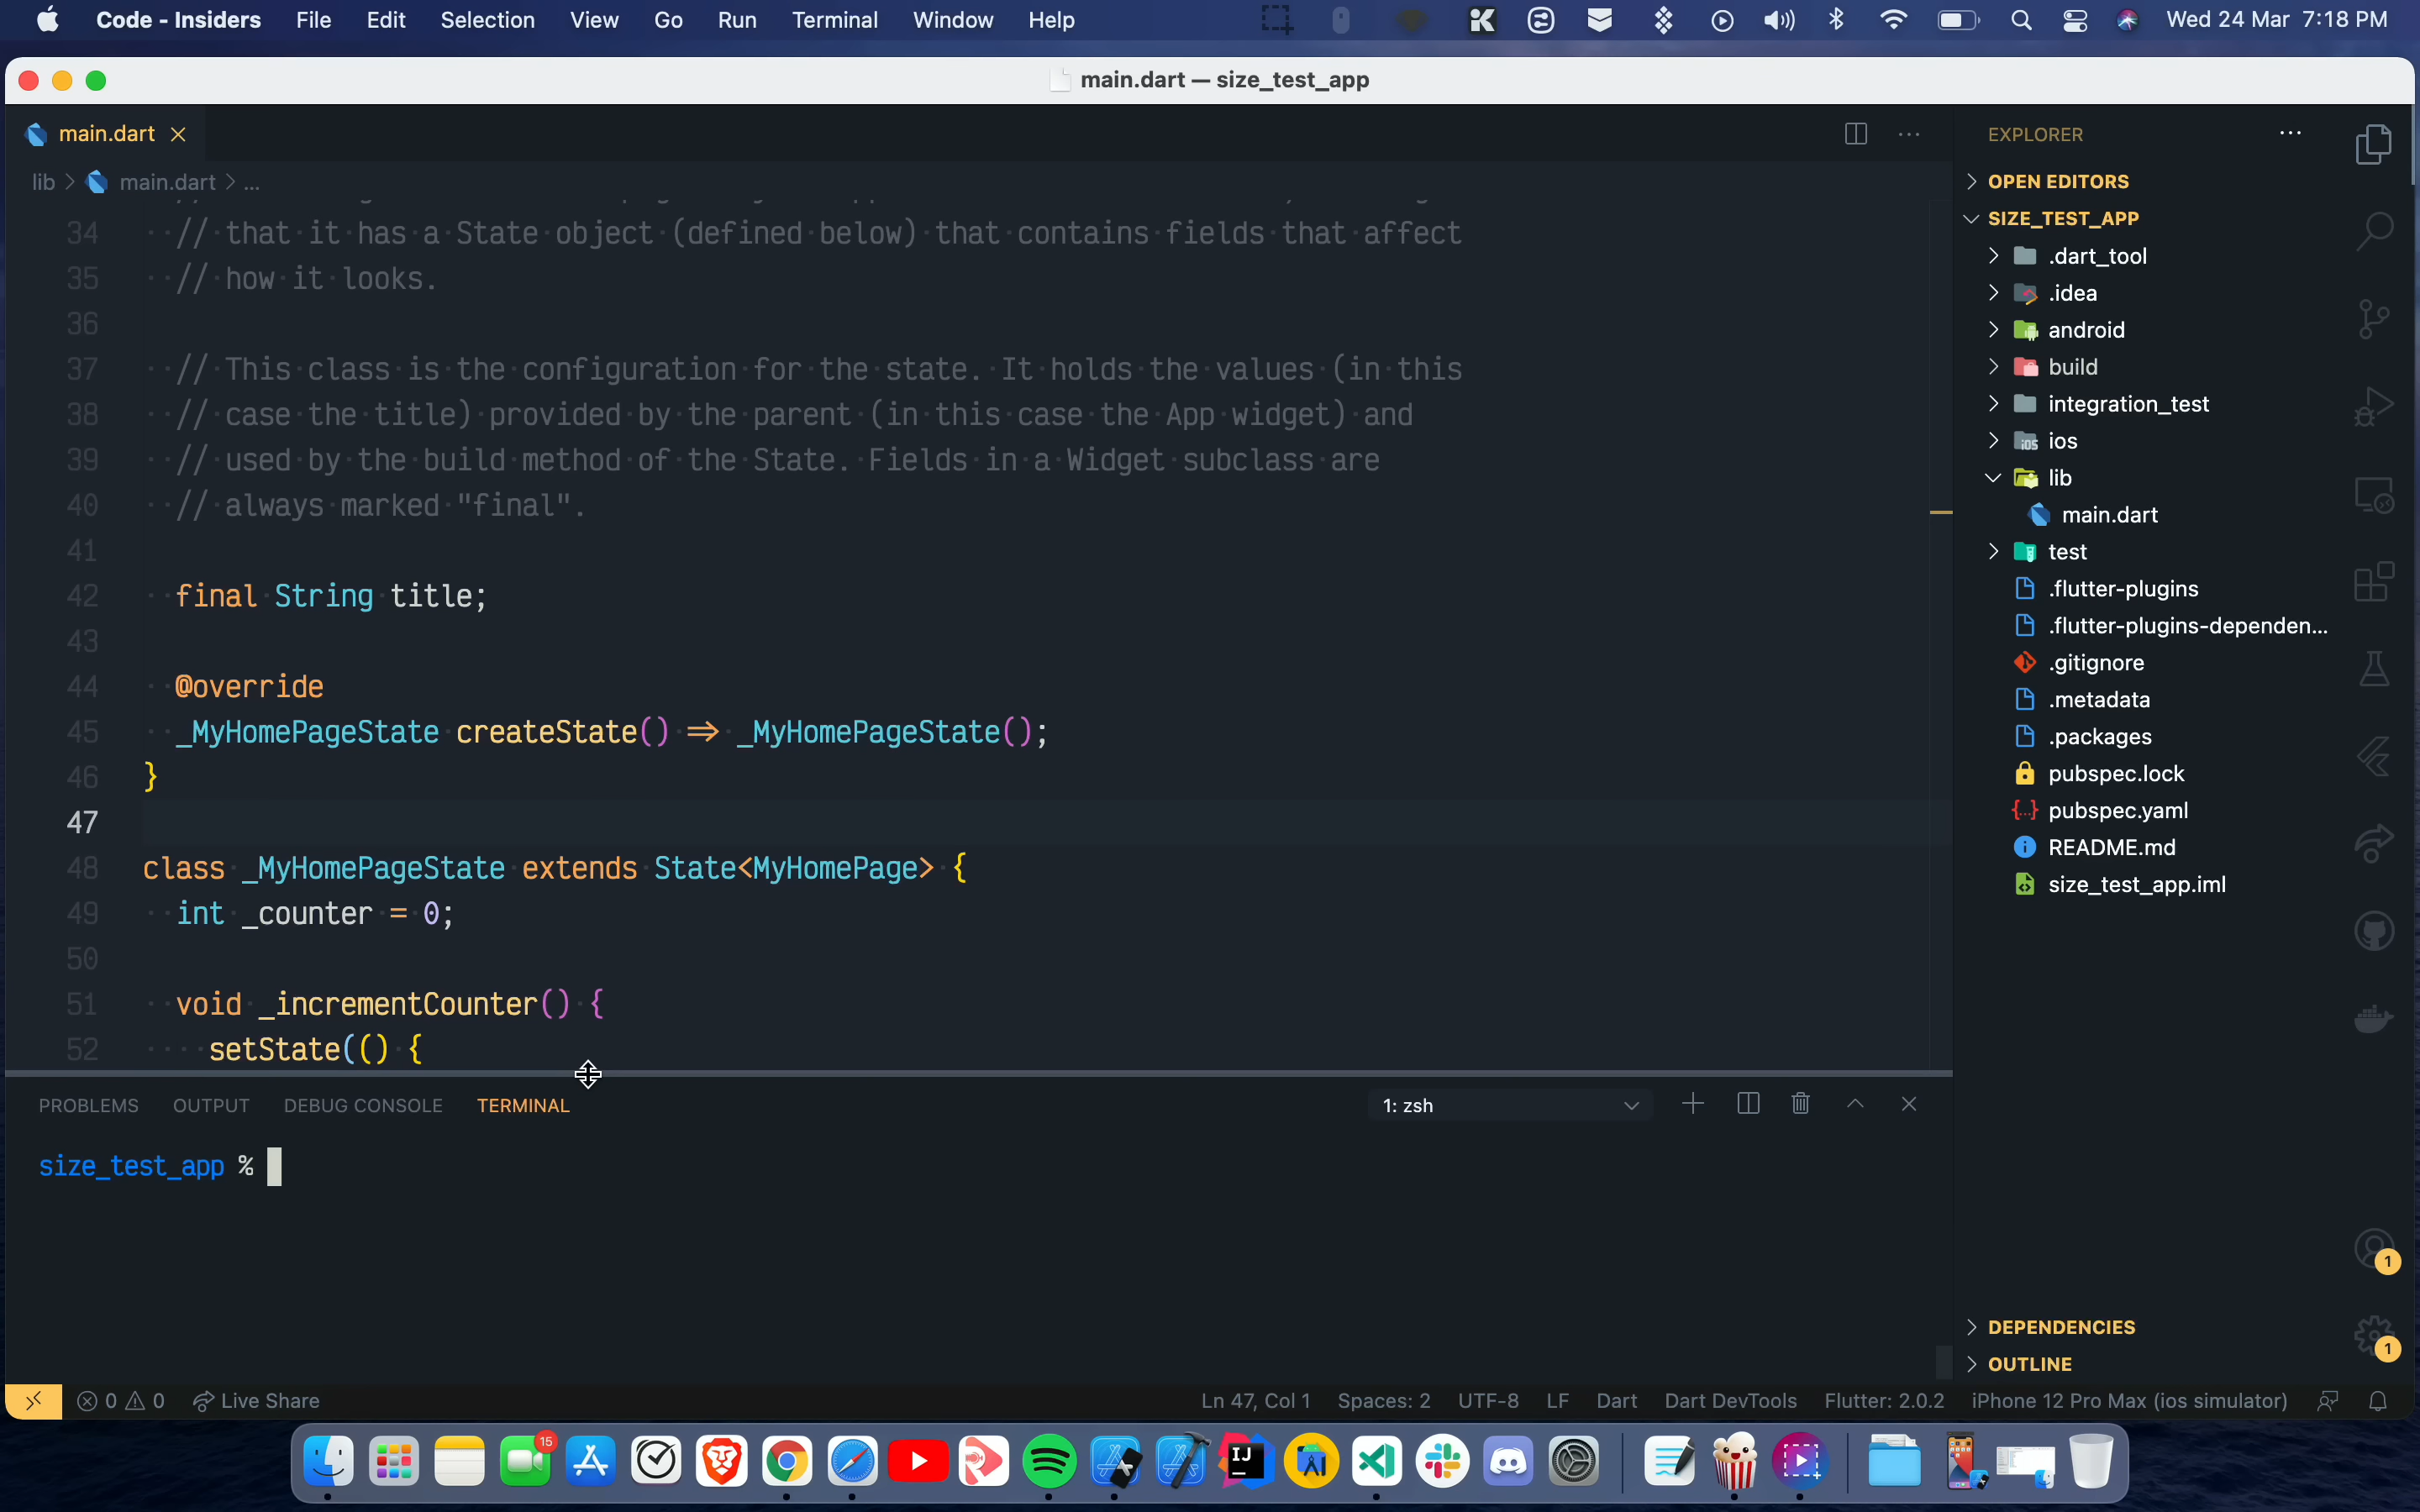 Code - Insiders File Edit Selection View Go Run Terminal Window Help Wed 24 Mar 7:18 PM
main.dart — size_test_app
main.dart
lib > main.dart > ...
34 // that it has a State object (defined below) that contains fields that affect
35 // how it looks.
36
37 // This class is the configuration for the state. It holds the values (in this
38 // case the title) provided by the parent (in this case the App widget) and
39 // used by the build method of the State. Fields in a Widget subclass are
40 // always marked "final".
41
42 final String title;
43
44 @override
45 _MyHomePageState createState() => _MyHomePageState();
46 }
47
48 class _MyHomePageState extends State<MyHomePage> {
49 int _counter = 0;
50
51 void _incrementCounter() {
52 setState(() {
PROBLEMS OUTPUT DEBUG CONSOLE TERMINAL 1: zsh
size_test_app %
EXPLORER
OPEN EDITORS
SIZE_TEST_APP
.dart_tool
.idea
android
build
integration_test
ios
lib
main.dart
test
.flutter-plugins
.flutter-plugins-dependen...
.gitignore
.metadata
.packages
pubspec.lock
pubspec.yaml
README.md
size_test_app.iml
1
DEPENDENCIES
1
OUTLINE
0 0 Live Share Ln 47, Col 1 Spaces: 2 UTF-8 LF Dart Dart DevTools Flutter: 2.0.2 iPhone 12 Pro Max (ios simulator)
15
IJ